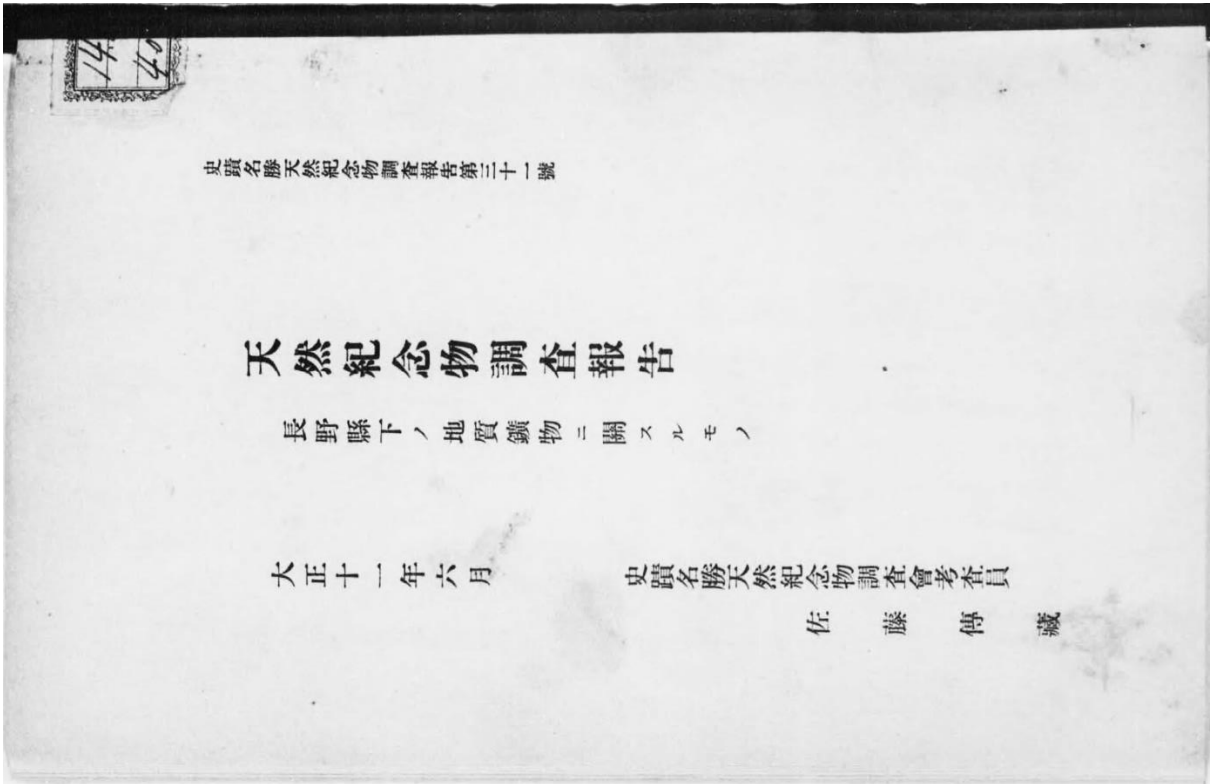 史蹟名勝天然紀念物調査報告第三十一號
天然紀念物調査報告
長野縣下ノ地質鑛物ニ關スルモノ
大正十一年六月
史蹟名勝天然紀念物調査會考査員
佐藤傳藏
14
40